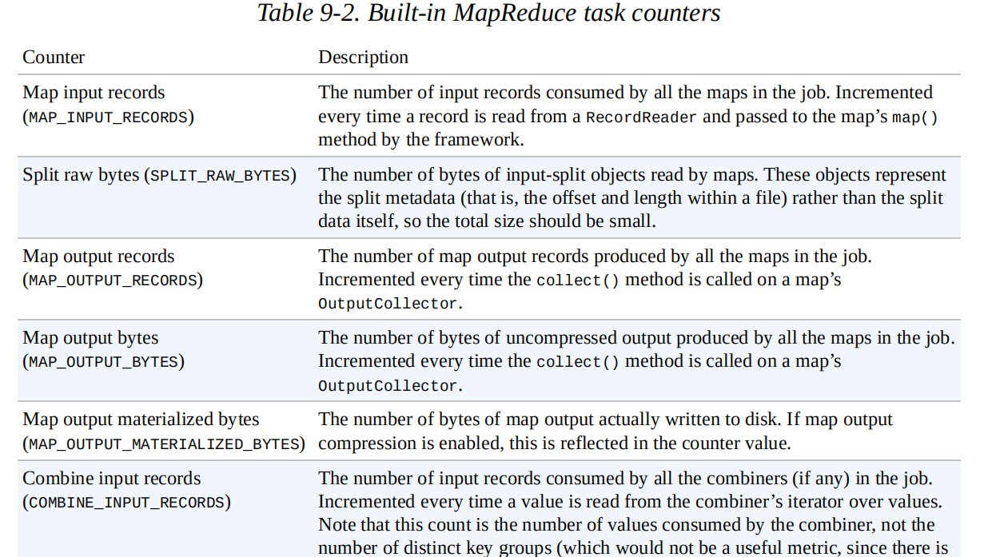 Table 9-2. Built-in MapReduce task counters
Counter
Description
Map input records
(MAP_INPUT_RECORDS)
The number of input records consumed by all the maps in the job. Incremented
every time a record is read from a RecordReader and passed to the map’s map()
method by the framework.
Split raw bytes (SPLIT_RAW_BYTES)
The number of bytes of input-split objects read by maps. These objects represent
the split metadata (that is, the offset and length within a file) rather than the split
data itself, so the total size should be small.
Map output records
(MAP_OUTPUT_RECORDS)
The number of map output records produced by all the maps in the job.
Incremented every time the collect() method is called on a map’s
OutputCollector.
Map output bytes
(MAP_OUTPUT_BYTES)
The number of bytes of uncompressed output produced by all the maps in the job.
Incremented every time the collect() method is called on a map’s
OutputCollector.
Map output materialized bytes
(MAP_OUTPUT_MATERIALIZED_BYTES)
The number of bytes of map output actually written to disk. If map output
compression is enabled, this is reflected in the counter value.
Combine input records
(COMBINE_INPUT_RECORDS)
The number of input records consumed by all the combiners (if any) in the job.
Incremented every time a value is read from the combiner’s iterator over values.
Note that this count is the number of values consumed by the combiner, not the
number of distinct key groups (which would not be a useful metric, since there is